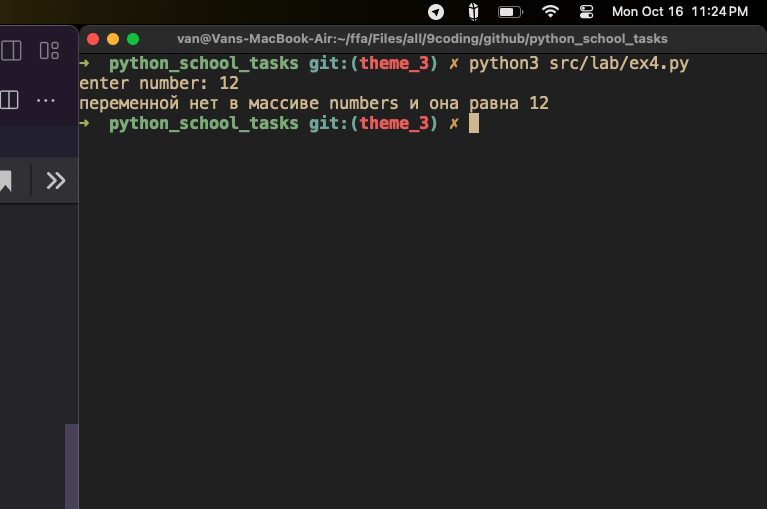 Mon Oct 16 11:24 PM
van@Vans-MacBook-Air:~/ffa/Files/all/9coding/github/python_school_tasks
➜ python_school_tasks git:(theme_3) ✗ python3 src/lab/ex4.py
enter number: 12
переменной нет в массиве numbers и она равна 12
➜ python_school_tasks git:(theme_3) ✗